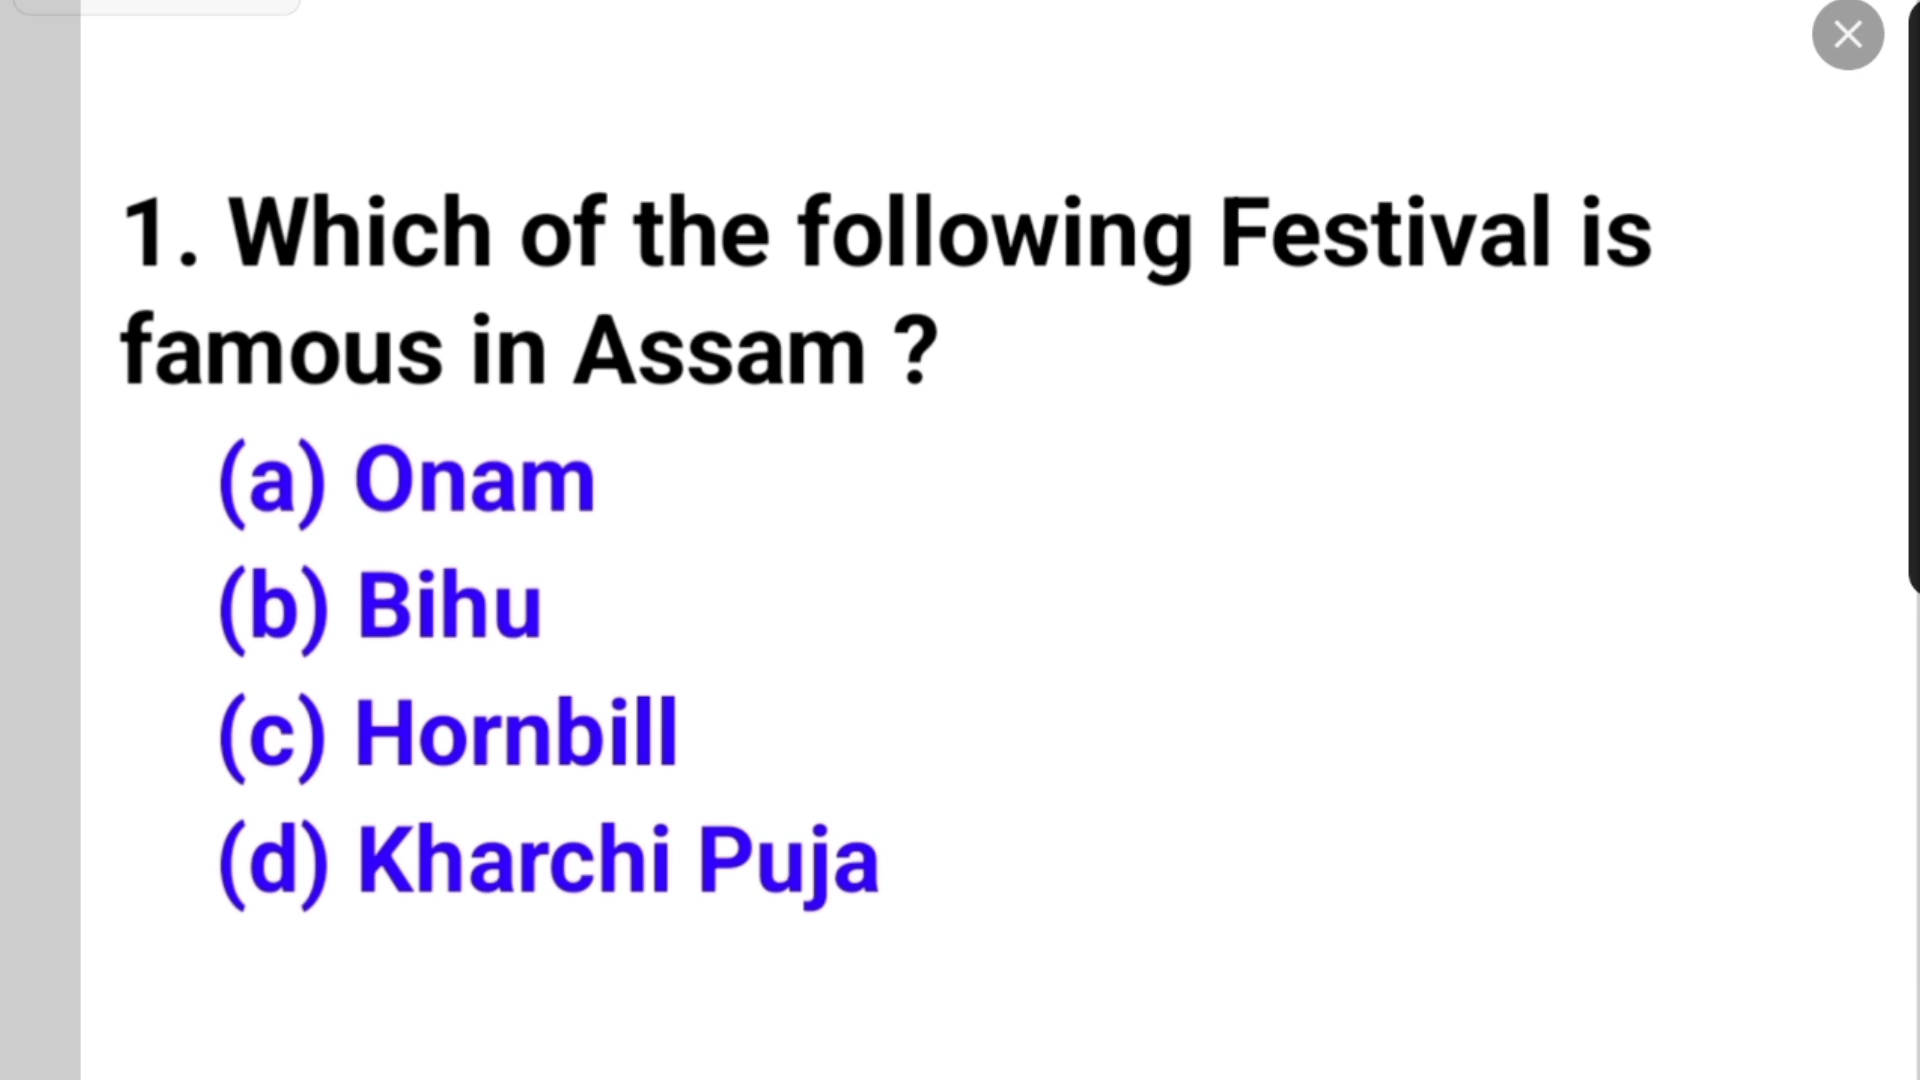 1. Which of the following Festival is
famous in Assam ?
(a) Onam
(b) Bihu
(c) Hornbill
(d) Kharchi Puja